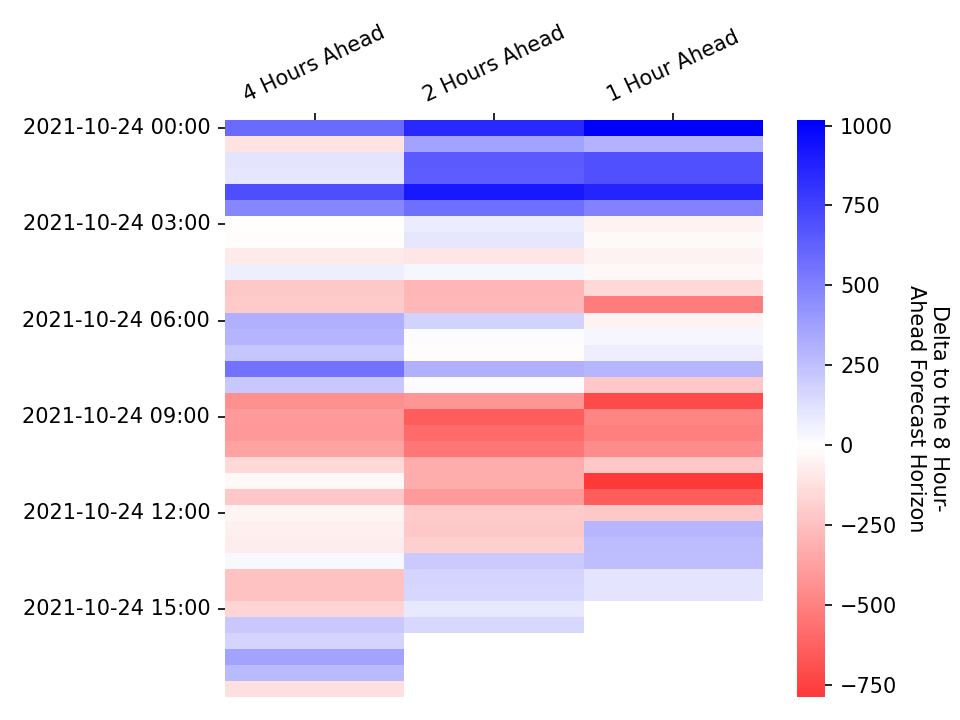 4 Hours Ahead
2 Hours Ahead
1 Hour Ahead
2021-10-24 00:00
2021-10-24 03:00
2021-10-24 06:00
2021-10-24 09:00
2021-10-24 12:00
2021-10-24 15:00
1000
750
500
250
0
−250
−500
−750
Delta to the 8 Hour-
Ahead Forecast Horizon